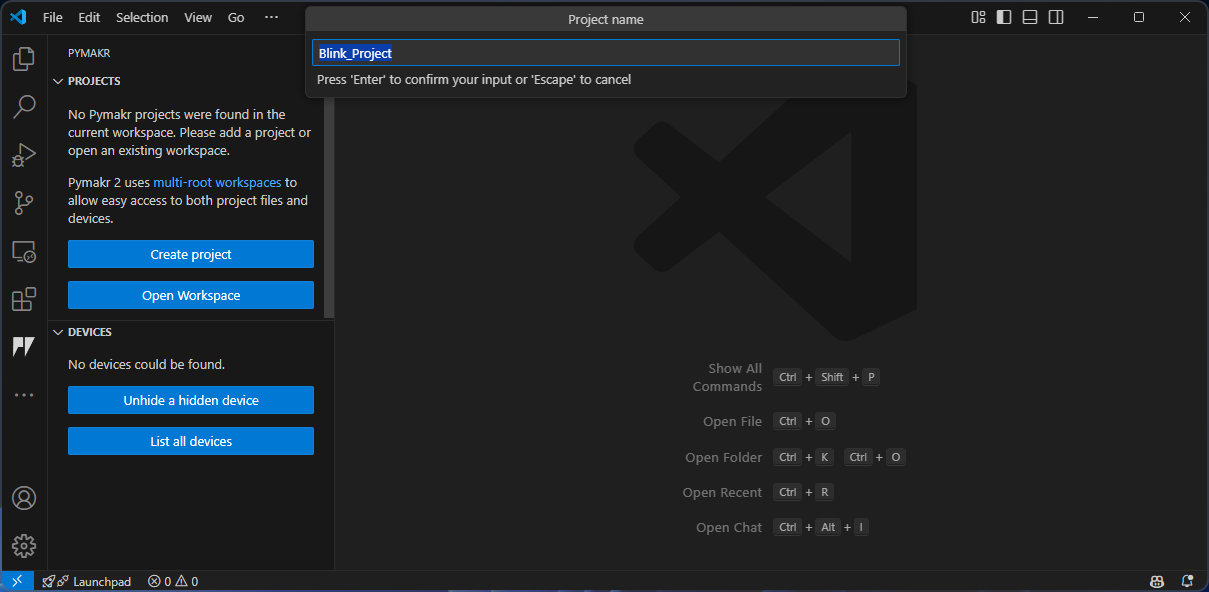 File Edit Selection View Go ···
Project name
Blink_Project
Press 'Enter' to confirm your input or 'Escape' to cancel
PYMAKR
PROJECTS
No Pymakr projects were found in the
current workspace. Please add a project or
open an existing workspace.
Pymakr 2 uses multi-root workspaces to
allow easy access to both project files and
devices.
Create project
Open Workspace
DEVICES
No devices could be found.
Unhide a hidden device
List all devices
Show All
Commands Ctrl + Shift + P
Open File Ctrl + O
Open Folder Ctrl + K Ctrl + O
Open Recent Ctrl + R
Open Chat Ctrl + Alt + I
Launchpad 0 0